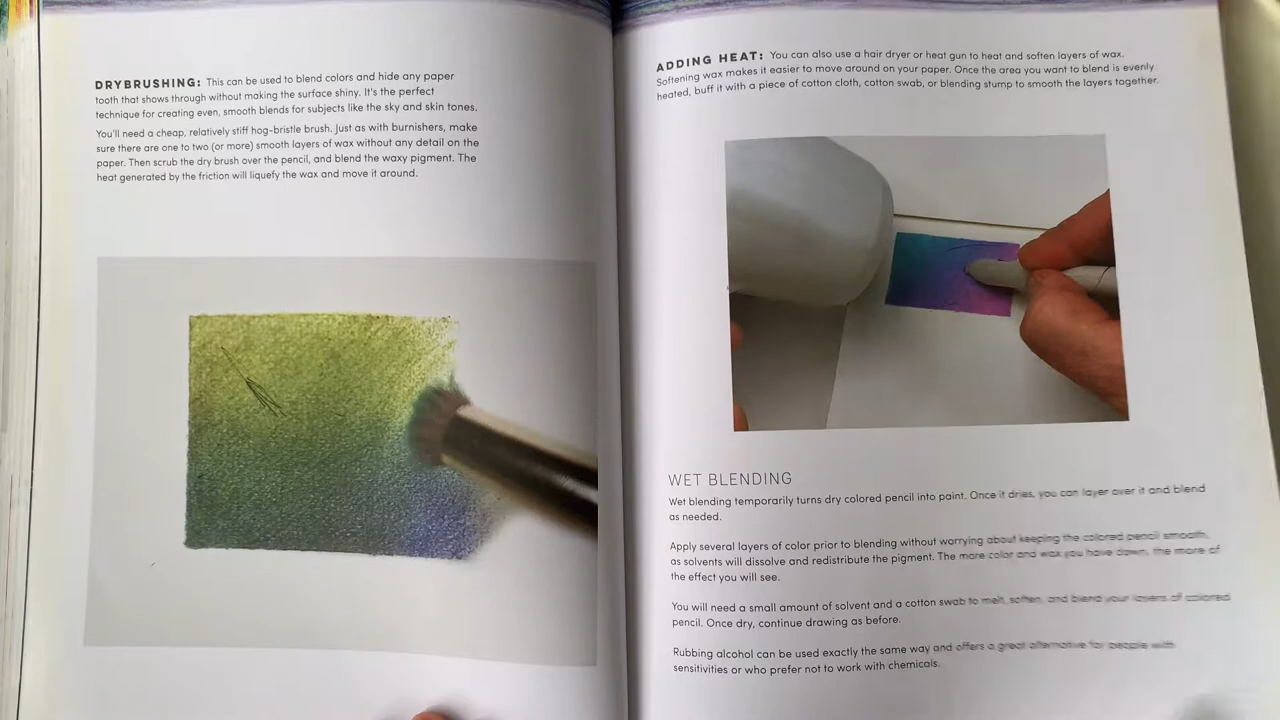 DRYBRUSHING: This can be used to blend colors and hide any paper
tooth that shows through without making the surface shiny. It's the perfect
technique for creating even, smooth blends for subjects like the sky and skin tones.
You'll need a cheap, relatively stiff hog-bristle brush. Just as with burnishers, make
sure there are one to two (or more) smooth layers of wax without any detail on the
paper. Then scrub the dry brush over the pencil, and blend the waxy pigment. The
heat generated by the friction will liquefy the wax and move it around.
ADDING HEAT: You can also use a hair dryer or heat gun to heat and soften layers of wax.
Softening wax makes it easier to move around on your paper. Once the area you want to blend is evenly
heated, buff it with a piece of cotton cloth, cotton swab, or blending stump to smooth the layers together.
WET BLENDING
Wet blending temporarily turns dry colored pencil into paint. Once it dries, you can layer over it and blend
as needed.
Apply several layers of color prior to blending without worrying about keeping the colored pencil smooth,
as solvents will dissolve and redistribute the pigment. The more color and wax you have down, the more of
the effect you will see.
You will need a small amount of solvent and a cotton swab to melt, soften, and blend your layers of colored
pencil. Once dry, continue drawing as before.
Rubbing alcohol can be used exactly the same way and offers a great alternative for people with
sensitivities or who prefer not to work with chemicals.